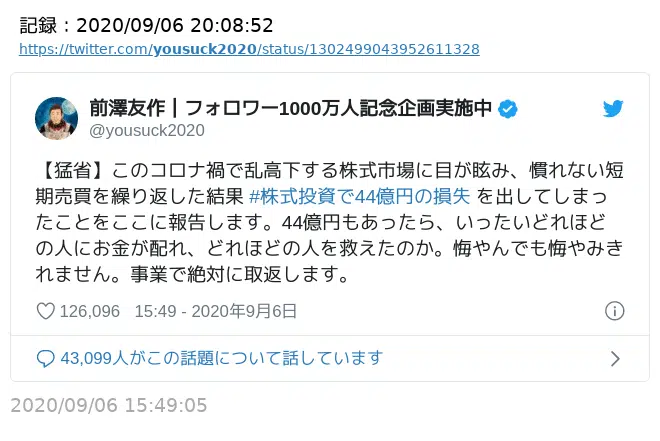 記録：2020/09/06 20:08:52
https://twitter.com/yousuck2020/status/1302499043952611328
前澤友作┃フォロワー1000万人記念企画実施中
@yousuck2020
【猛省】このコロナ禍で乱高下する株式市場に目が眩み、慣れない短
期売買を繰り返した結果 #株式投資で44億円の損失 を出してしまっ
たことをここに報告します。44億円もあったら、いったいどれほど
の人にお金が配れ、どれほどの人を救えたのか。悔やんでも悔やみき
れません。事業で絶対に取返します。
126,096 15:49 - 2020年9月6日
43,099人がこの話題について話しています
2020/09/06 15:49:05